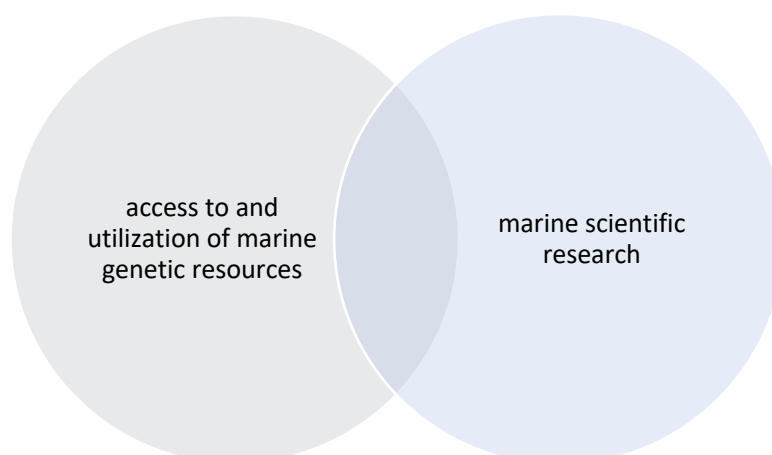 access to and
utilization of marine
genetic resources
marine scientific
research